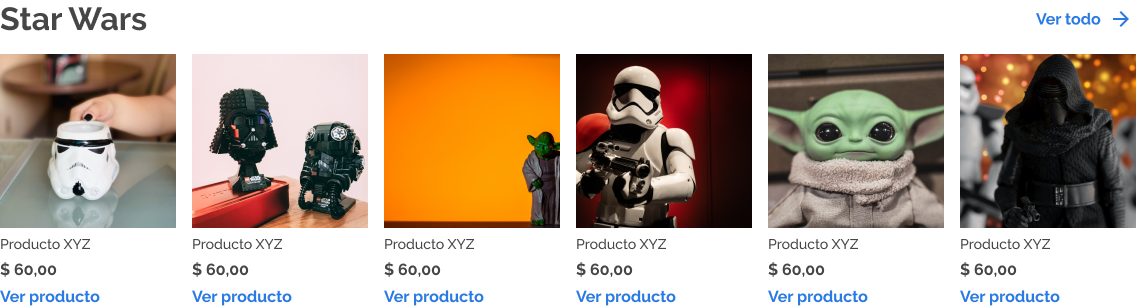 Star Wars
Ver todo →
Producto XYZ
$ 60,00
Ver producto
Producto XYZ
$ 60,00
Ver producto
Producto XYZ
$ 60,00
Ver producto
Producto XYZ
$ 60,00
Ver producto
Producto XYZ
$ 60,00
Ver producto
Producto XYZ
$ 60,00
Ver producto